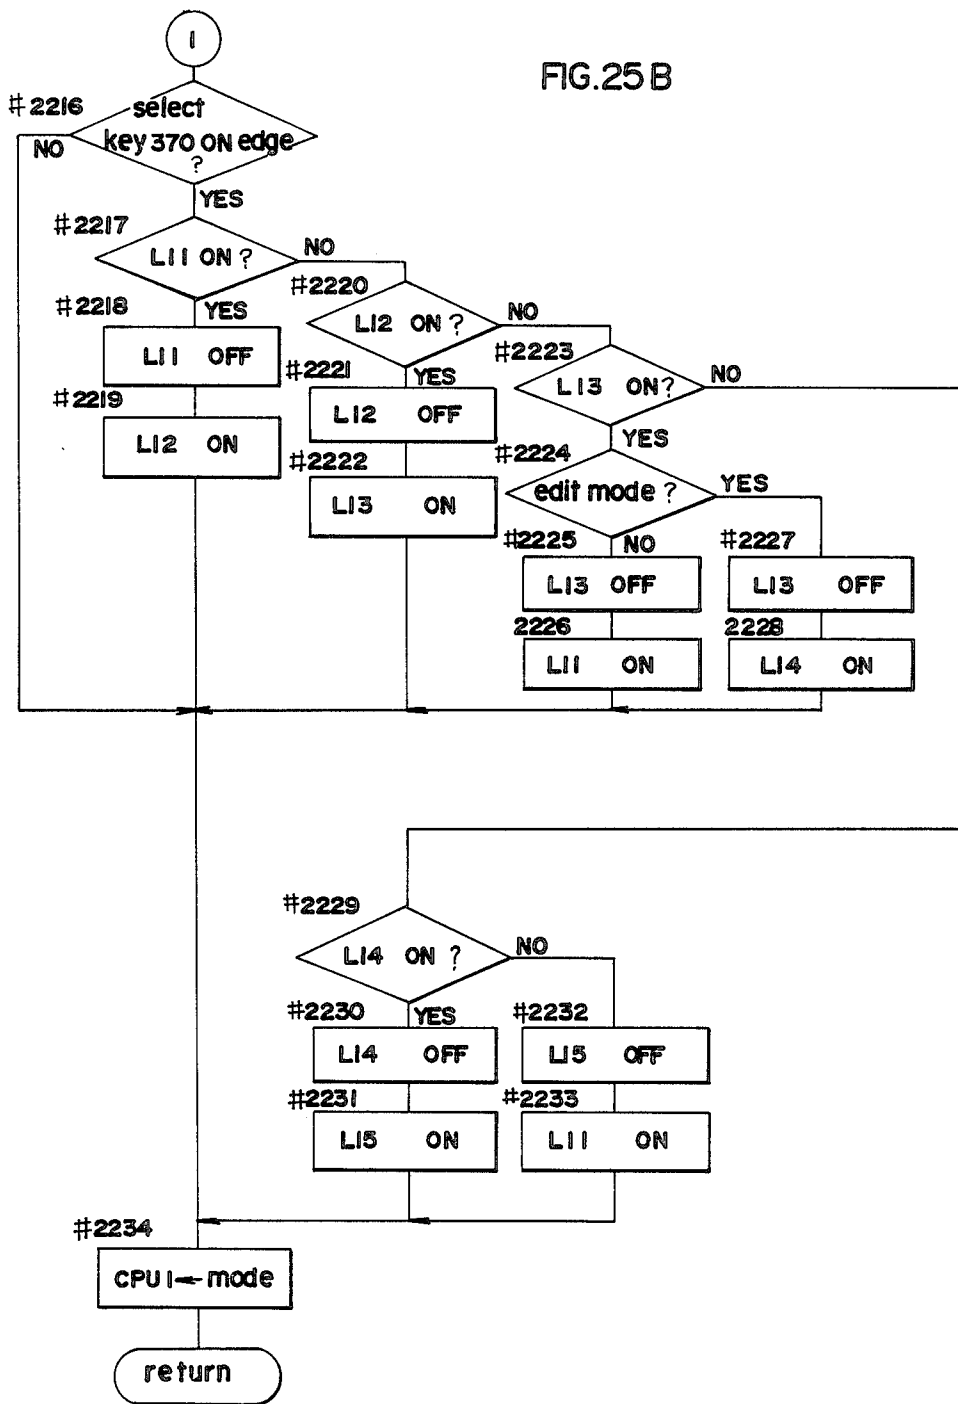 1
FIG.25B
#2216
select
key 370 ON edge
?
NO
YES
#2217
L11 ON?
NO
YES
#2218
L11 OFF
#2219
L12 ON
#2220
L12 ON?
NO
YES
#2221
L12 OFF
#2222
L13 ON
#2223
L13 ON?
NO
YES
#2224
edit mode?
YES
NO
#2225
L13 OFF
2226
L11 ON
#2227
L13 OFF
2228
L14 ON
#2229
L14 ON ?
NO
YES
#2230
L14 OFF
#2231
L15 ON
#2232
L15 OFF
#2233
L11 ON
#2234
CPU1←mode
return